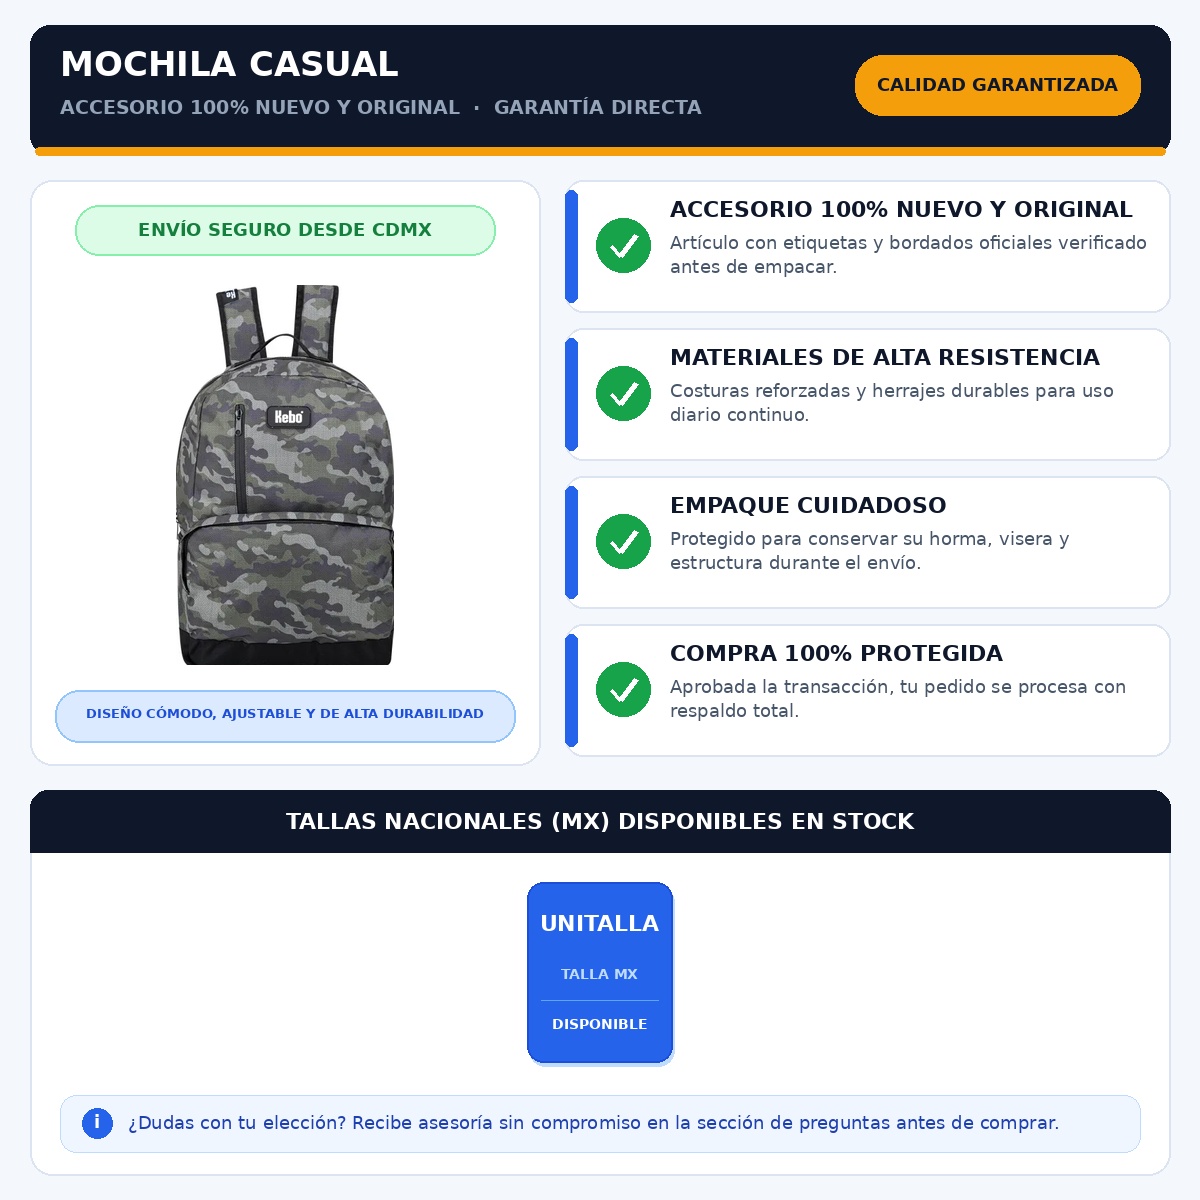 MOCHILA CASUAL
ACCESORIO 100% NUEVO Y ORIGINAL · GARANTÍA DIRECTA
CALIDAD GARANTIZADA
ENVÍO SEGURO DESDE CDMX
Kebo
DISEÑO CÓMODO, AJUSTABLE Y DE ALTA DURABILIDAD
ACCESORIO 100% NUEVO Y ORIGINAL
Artículo con etiquetas y bordados oficiales verificado
antes de empacar.
MATERIALES DE ALTA RESISTENCIA
Costuras reforzadas y herrajes durables para uso
diario continuo.
EMPAQUE CUIDADOSO
Protegido para conservar su horma, visera y
estructura durante el envío.
COMPRA 100% PROTEGIDA
Aprobada la transacción, tu pedido se procesa con
respaldo total.
TALLAS NACIONALES (MX) DISPONIBLES EN STOCK
UNITALLA
TALLA MX
DISPONIBLE
i ¿Dudas con tu elección? Recibe asesoría sin compromiso en la sección de preguntas antes de comprar.